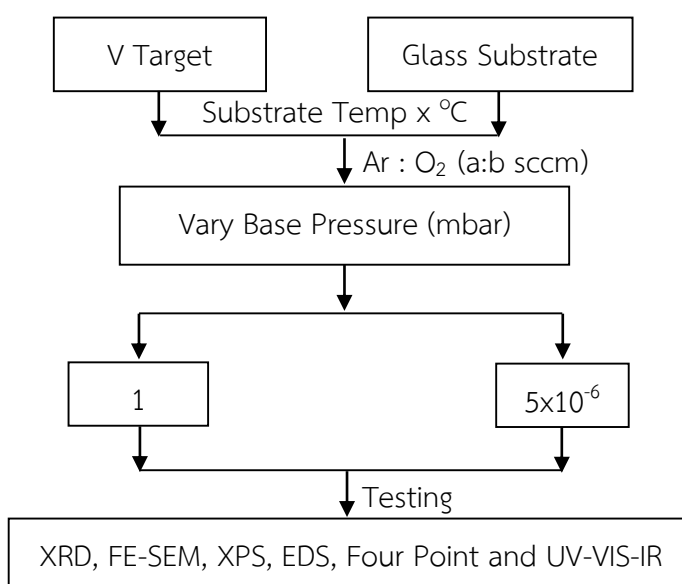 V Target
Glass Substrate
Substrate Temp x °C
Ar : O₂ (a:b sccm)
Vary Base Pressure (mbar)
1
5x10⁻⁶
Testing
XRD, FE-SEM, XPS, EDS, Four Point and UV-VIS-IR